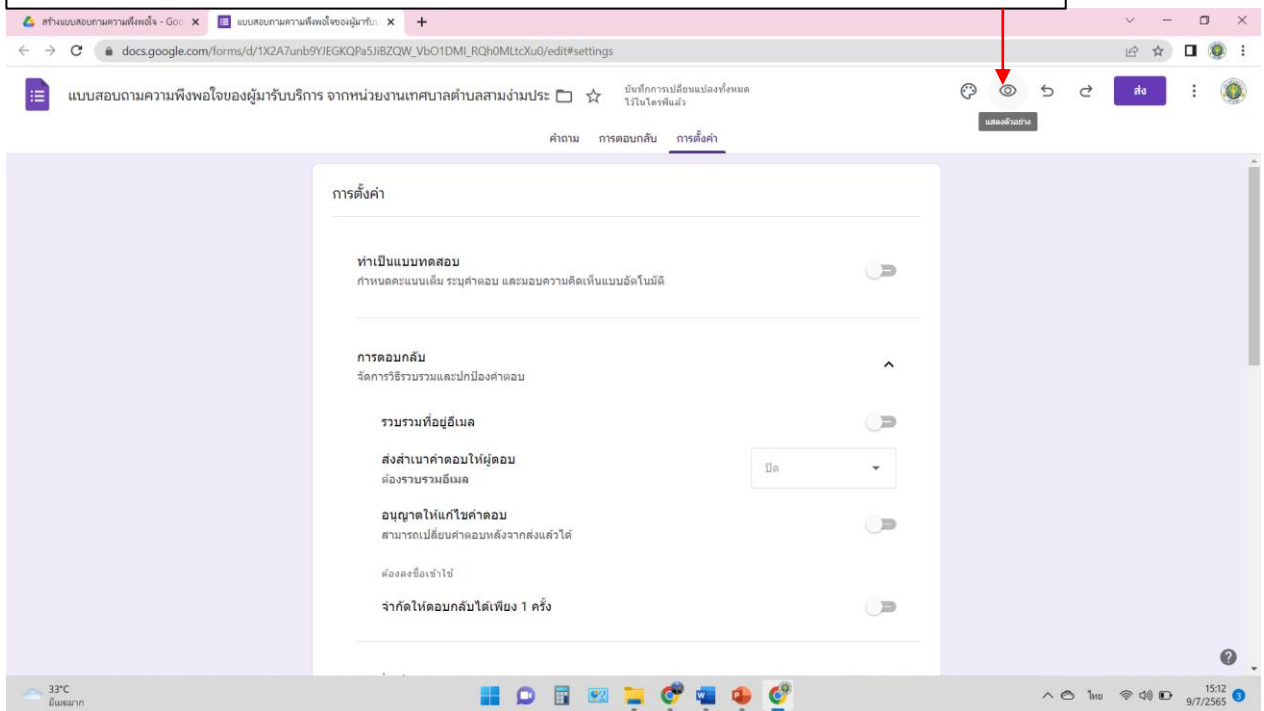 สร้างแบบสอบถามความพึงพอใจ - Goo
แบบสอบถามความพึงพอใจของผู้มารับบ
docs.google.com/forms/d/1X2A7unb9YJEGKQPa5JiBZQW_VbO1DMI_RQh0MLtcXu0/edit#settings
แบบสอบถามความพึงพอใจของผู้มารับบริการ จากหน่วยงานเทศบาลตำบลสามง่ามประ
บันทึกการเปลี่ยนแปลงทั้งหมด
ไว้ในไดรฟ์แล้ว
ส่ง
แสดงตัวอย่าง
คำถาม การตอบกลับ การตั้งค่า
การตั้งค่า
ทำเป็นแบบทดสอบ
กำหนดคะแนนเต็ม ระบุคำตอบ และมอบความคิดเห็นแบบอัตโนมัติ
การตอบกลับ
จัดการวิธีรวบรวมและปกป้องคำตอบ
รวบรวมที่อยู่อีเมล
ส่งสำเนาคำตอบให้ผู้ตอบ
ต้องรวบรวมอีเมล
ปิด
อนุญาตให้แก้ไขคำตอบ
สามารถเปลี่ยนคำตอบหลังจากส่งแล้วได้
ต้องลงชื่อเข้าใช้
จำกัดให้ตอบกลับได้เพียง 1 ครั้ง
33°C
มีเมฆมาก
ไทย
15:12
9/7/2565
3